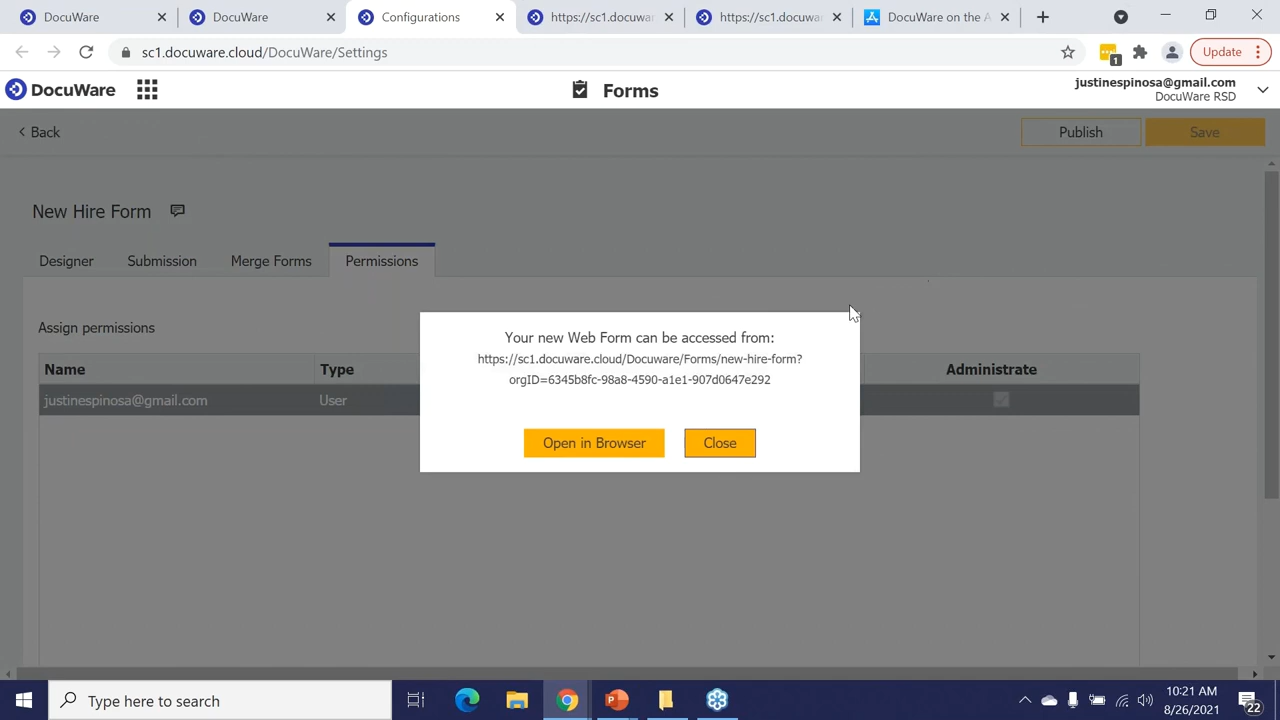 DocuWare
DocuWare
Configurations
https://sc1.docuwar
https://sc1.docuwa
DocuWare on the A
sc1.docuware.cloud/DocuWare/Settings
1
Update
DocuWare
Forms
justinespinosa@gmail.com
DocuWare RSD
Back
Publish
Save
New Hire Form
Designer
Submission
Merge Forms
Permissions
Assign permissions
Name
Type
Administrate
justinespinosa@gmail.com
User
Your new Web Form can be accessed from:
https://sc1.docuware.cloud/Docuware/Forms/new-hire-form?
orgID=6345b8fc-98a8-4590-a1e1-907d0647e292
Open in Browser
Close
Type here to search
10:21 AM
8/26/2021
22